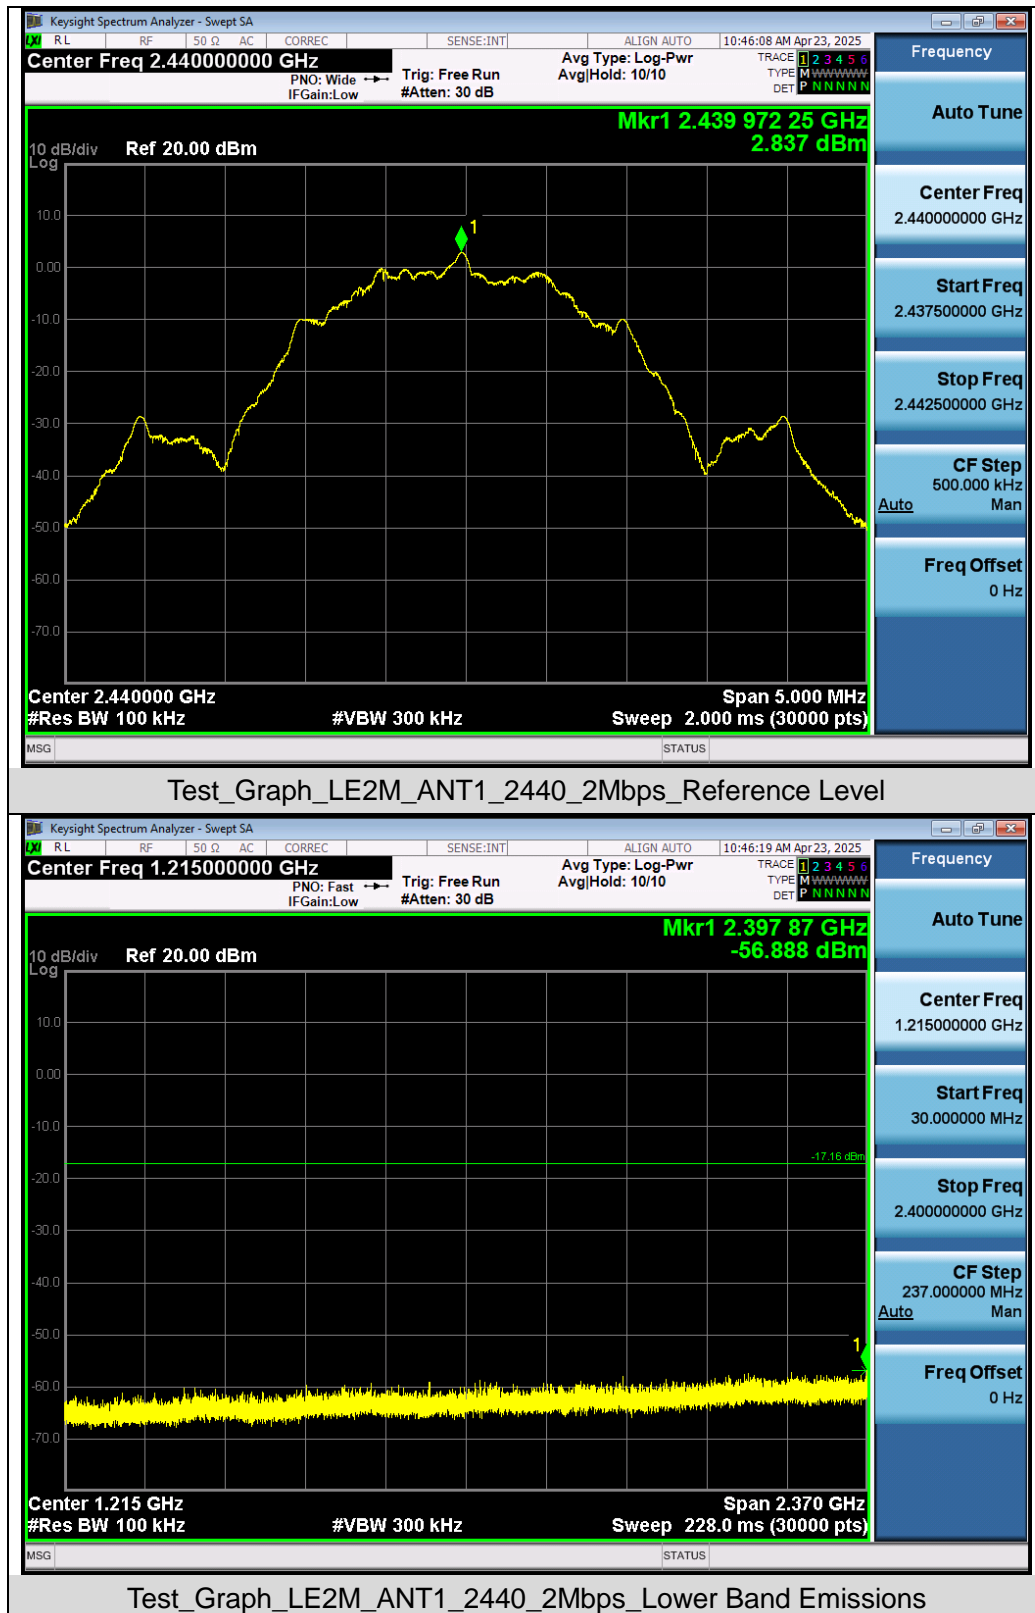 Keysight Spectrum Analyzer - Swept SA
LXI RL RF 50 Ω AC CORREC SENSE:INT ALIGN AUTO 10:46:08 AM Apr 23, 2025
Center Freq 2.440000000 GHz
PNO: Wide
IFGain:Low
Trig: Free Run
#Atten: 30 dB
Avg Type: Log-Pwr
Avg|Hold: 10/10
TRACE 1 2 3 4 5 6
TYPE M WWWWW
DET P N N N N N
Mkr1 2.439 972 25 GHz
2.837 dBm
10 dB/div Ref 20.00 dBm
Log
10.0
0.00
-10.0
-20.0
-30.0
-40.0
-50.0
-60.0
-70.0
1
Center 2.440000 GHz Span 5.000 MHz
#Res BW 100 kHz #VBW 300 kHz Sweep 2.000 ms (30000 pts)
MSG STATUS
Frequency
Auto Tune
Center Freq
2.440000000 GHz
Start Freq
2.437500000 GHz
Stop Freq
2.442500000 GHz
CF Step
500.000 kHz
Auto Man
Freq Offset
0 Hz
Test_Graph_LE2M_ANT1_2440_2Mbps_Reference Level
Keysight Spectrum Analyzer - Swept SA
LXI RL RF 50 Ω AC CORREC SENSE:INT ALIGN AUTO 10:46:19 AM Apr 23, 2025
Center Freq 1.215000000 GHz
PNO: Fast
IFGain:Low
Trig: Free Run
#Atten: 30 dB
Avg Type: Log-Pwr
Avg|Hold: 10/10
TRACE 1 2 3 4 5 6
TYPE M WWWWW
DET P N N N N N
Mkr1 2.397 87 GHz
-56.888 dBm
10 dB/div Ref 20.00 dBm
Log
10.0
0.00
-10.0
-20.0
-30.0
-40.0
-50.0
-60.0
-70.0
-17.16 dBm
1
Center 1.215 GHz Span 2.370 GHz
#Res BW 100 kHz #VBW 300 kHz Sweep 228.0 ms (30000 pts)
MSG STATUS
Frequency
Auto Tune
Center Freq
1.215000000 GHz
Start Freq
30.000000 MHz
Stop Freq
2.400000000 GHz
CF Step
237.000000 MHz
Auto Man
Freq Offset
0 Hz
Test_Graph_LE2M_ANT1_2440_2Mbps_Lower Band Emissions